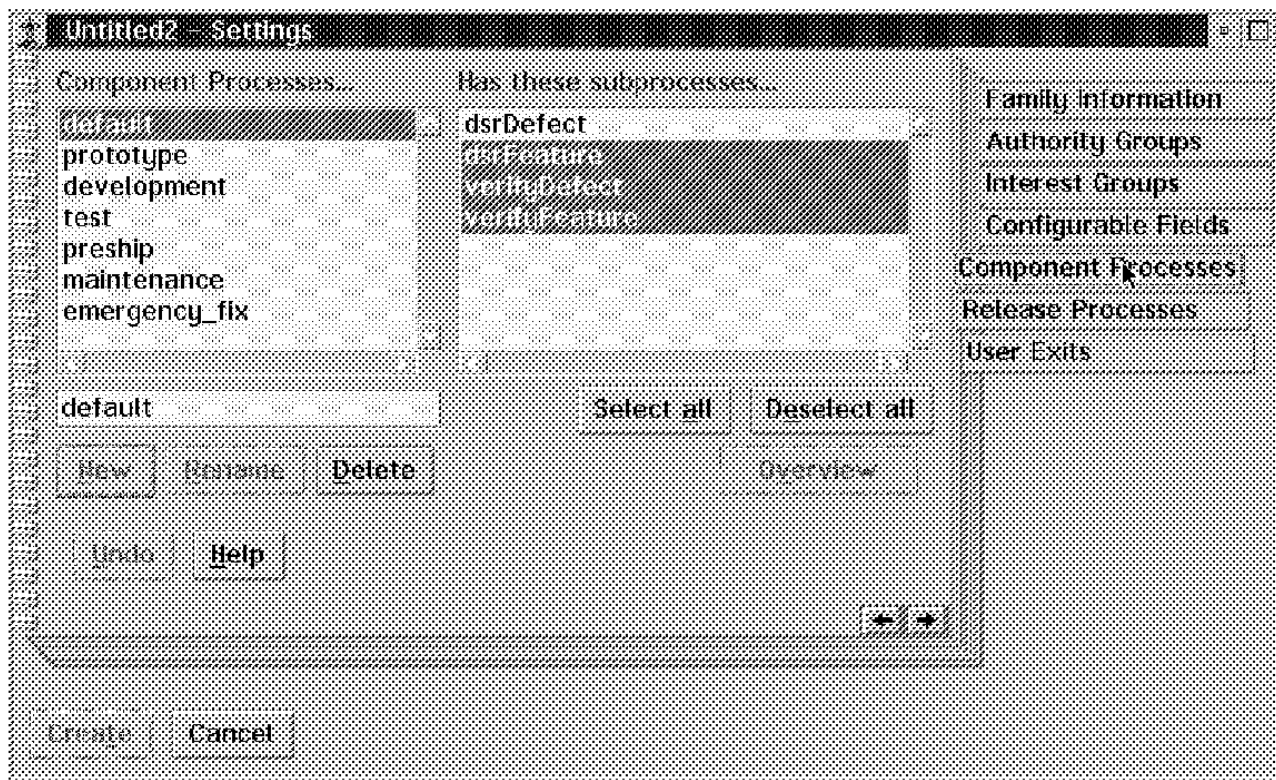 Untitled2 - Settings
Component Processes...
default
prototype
development
test
preship
maintenance
emergency_fix
default
New
Rename
Delete
Undo
Help
Has these subprocesses...
dsrDefect
dsrFeature
verifyDefect
verifyFeature
Select all
Deselect all
Overview
Family Information
Authority Groups
Interest Groups
Configurable Fields
Component Processes
Release Processes
User Exits
Create
Cancel